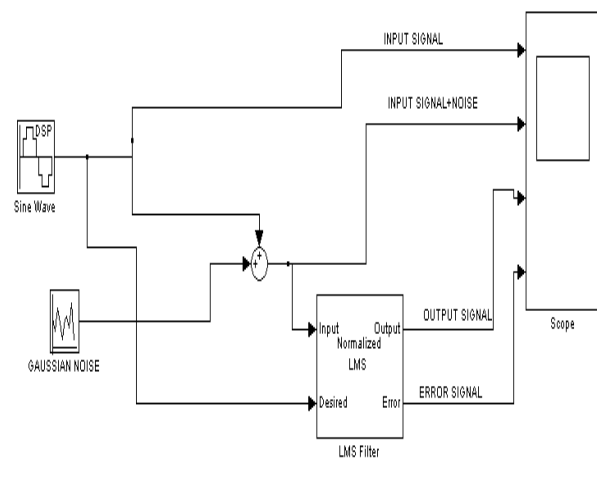 INPUT SIGNAL
INPUT SIGNAL+NOISE
DSP
Sine Wave
+
+
GAUSSIAN NOISE
Input
Output
Normalized
LMS
Desired
Error
LMS Filter
OUTPUT SIGNAL
ERROR SIGNAL
Scope